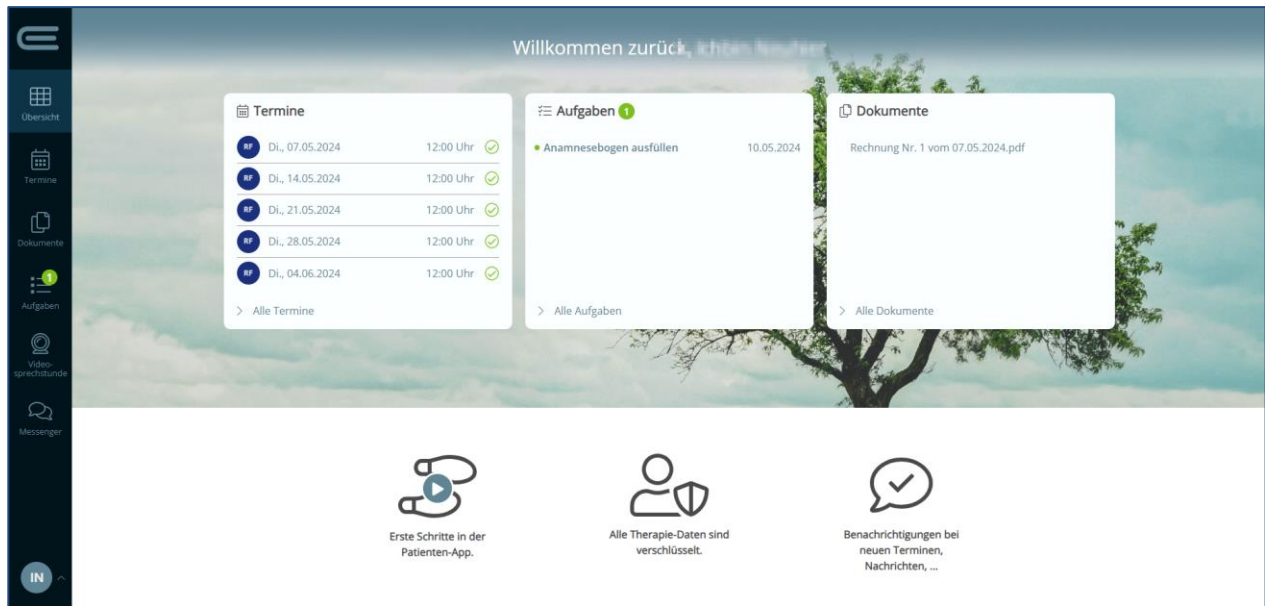 Willkommen zurück,
Übersicht
Termine
Dokumente
1
Aufgaben
Video-
sprechstunde
Messenger
IN
Termine
RF Di., 07.05.2024 12:00 Uhr
RF Di., 14.05.2024 12:00 Uhr
RF Di., 21.05.2024 12:00 Uhr
RF Di., 28.05.2024 12:00 Uhr
RF Di., 04.06.2024 12:00 Uhr
> Alle Termine
Aufgaben 1
Anamnesebogen ausfüllen 10.05.2024
> Alle Aufgaben
Dokumente
Rechnung Nr. 1 vom 07.05.2024.pdf
> Alle Dokumente
Erste Schritte in der
Patienten-App.
Alle Therapie-Daten sind
verschlüsselt.
Benachrichtigungen bei
neuen Terminen,
Nachrichten, ...